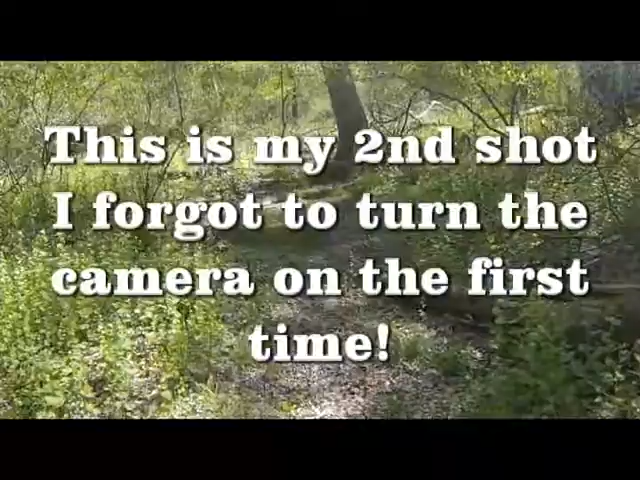 This is my 2nd shot
I forgot to turn the
camera on the first
time!